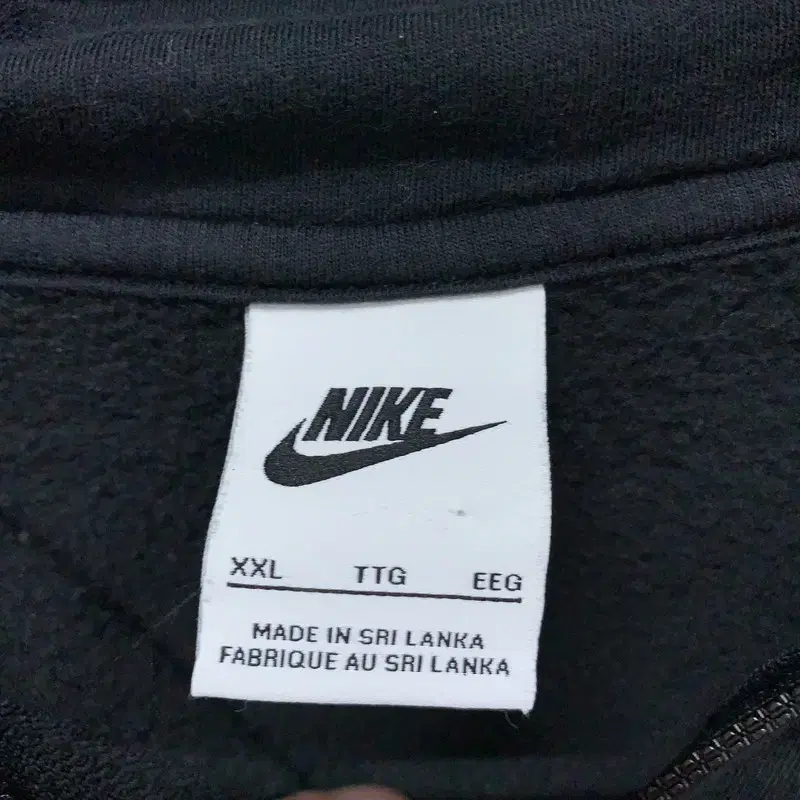 NIKE
XXL TTG EEG
MADE IN SRI LANKA
FABRIQUE AU SRI LANKA